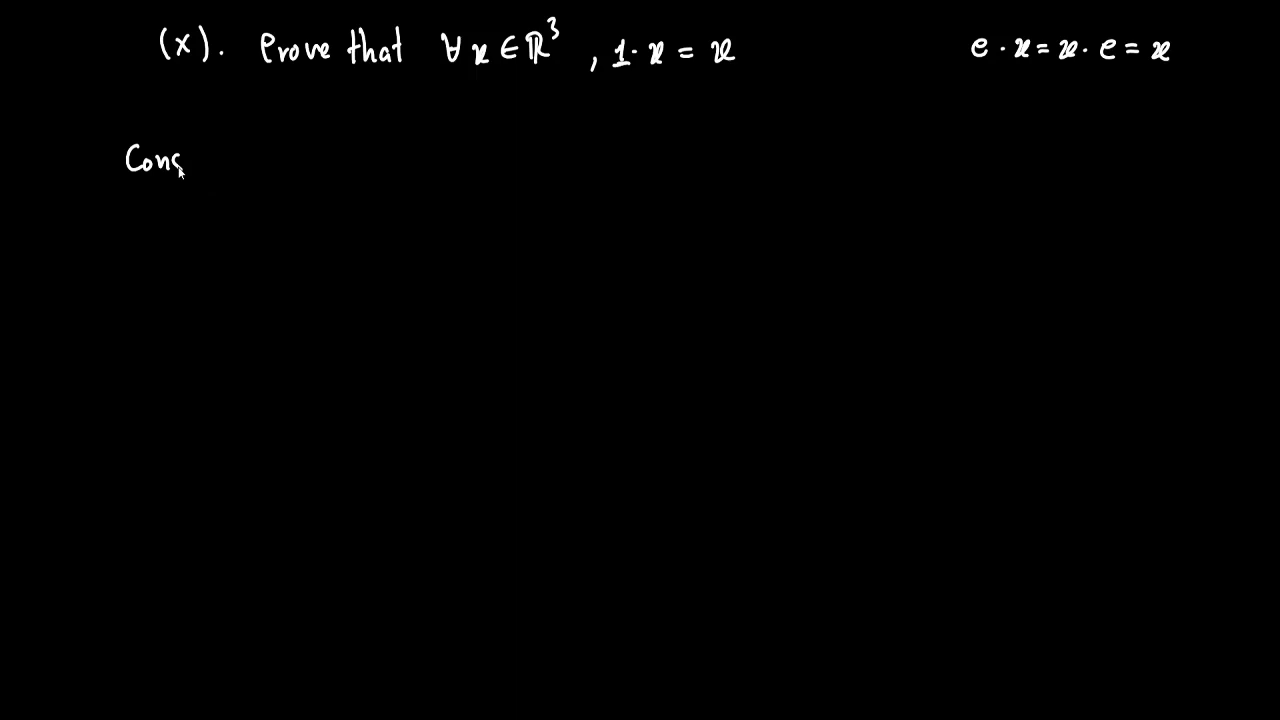 (x). Prove that ∀ x ∈ ℝ³, 1·x = x
e·x = x·e = x
Cons